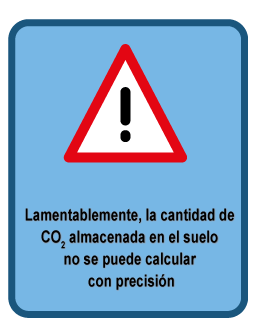 Lamentablemente, la cantidad de
CO₂ almacenada en el suelo
no se puede calcular
con precisión